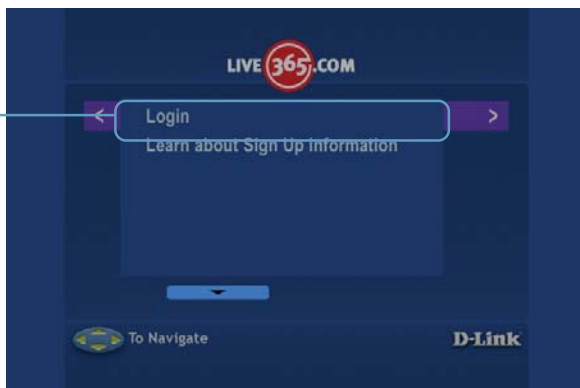 LIVE 365.COM
< Login >
Learn about Sign Up information
To Navigate
D-Link